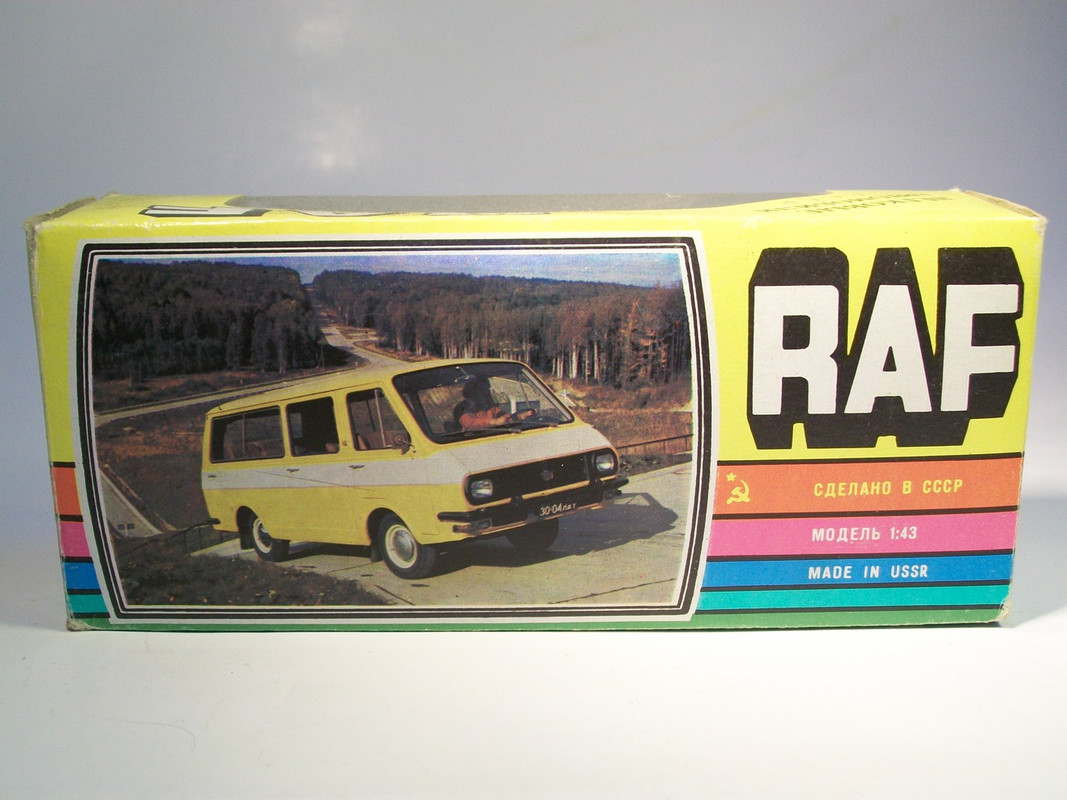 RAF
СДЕЛАНО В СССР
МОДЕЛЬ 1:43
MADE IN USSR